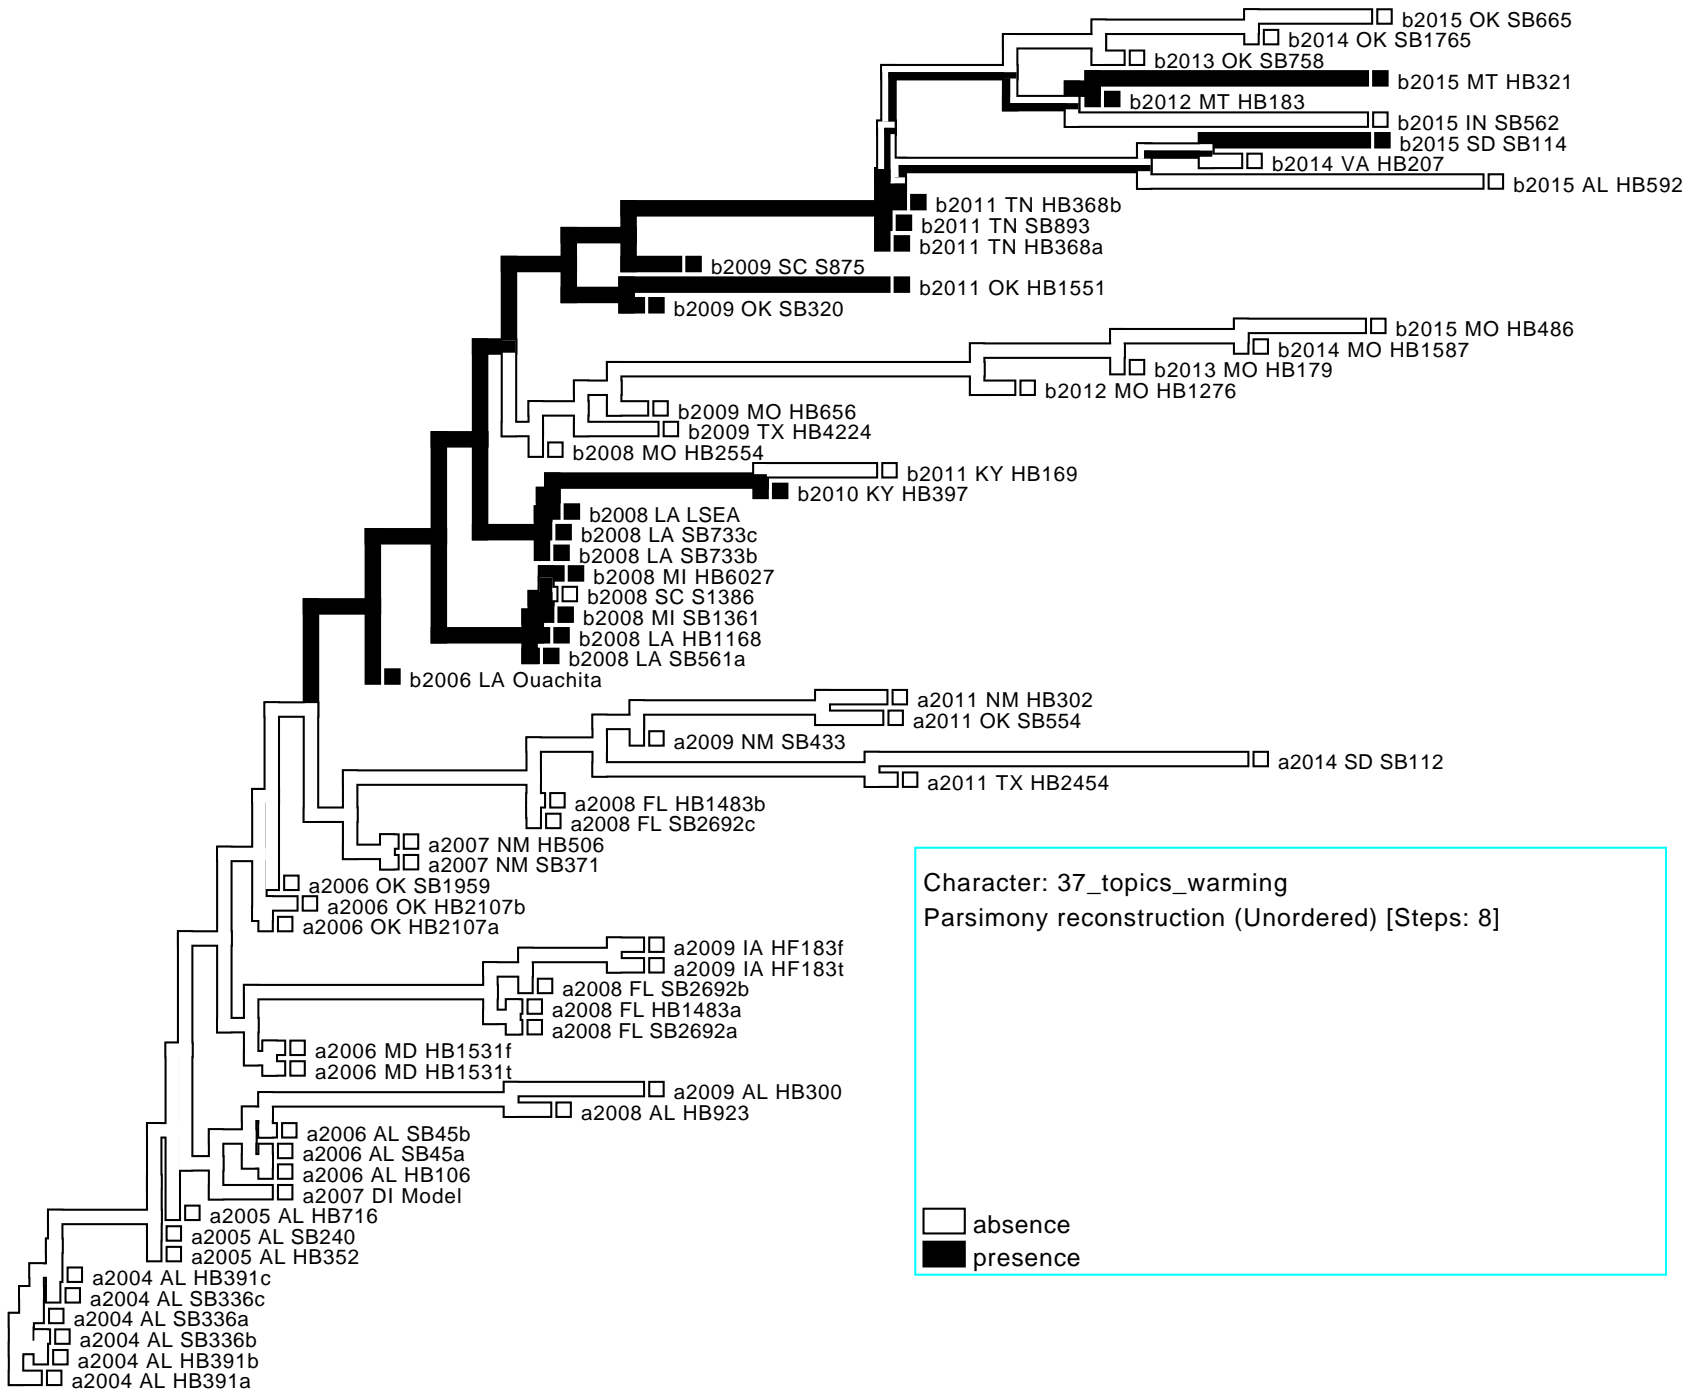 b2015 OK SB665
b2014 OK SB1765
b2013 OK SB758
b2015 MT HB321
b2012 MT HB183
b2015 IN SB562
b2015 SD SB114
b2014 VA HB207
b2015 AL HB592
b2011 TN HB368b
b2011 TN SB893
b2011 TN HB368a
b2009 SC S875
b2011 OK HB1551
b2009 OK SB320
b2015 MO HB486
b2014 MO HB1587
b2013 MO HB179
b2012 MO HB1276
b2009 MO HB656
b2009 TX HB4224
b2008 MO HB2554
b2011 KY HB169
b2010 KY HB397
b2008 LA LSEA
b2008 LA SB733c
b2008 LA SB733b
b2008 MI HB6027
b2008 SC S1386
b2008 MI SB1361
b2008 LA HB1168
b2008 LA SB561a
b2006 LA Ouachita
a2011 NM HB302
a2011 OK SB554
a2009 NM SB433
a2014 SD SB112
a2011 TX HB2454
a2008 FL HB1483b
a2008 FL SB2692c
a2007 NM HB506
a2007 NM SB371
a2006 OK SB1959
a2006 OK HB2107b
a2006 OK HB2107a
a2009 IA HF183f
a2009 IA HF183t
a2008 FL SB2692b
a2008 FL HB1483a
a2008 FL SB2692a
a2006 MD HB1531f
a2006 MD HB1531t
a2009 AL HB300
a2008 AL HB923
a2006 AL SB45b
a2006 AL SB45a
a2006 AL HB106
a2007 DI Model
a2005 AL HB716
a2005 AL SB240
a2005 AL HB352
a2004 AL HB391c
a2004 AL SB336c
a2004 AL SB336a
a2004 AL SB336b
a2004 AL HB391b
a2004 AL HB391a
Character: 37_topics_warming
Parsimony reconstruction (Unordered) [Steps: 8]
absence
presence